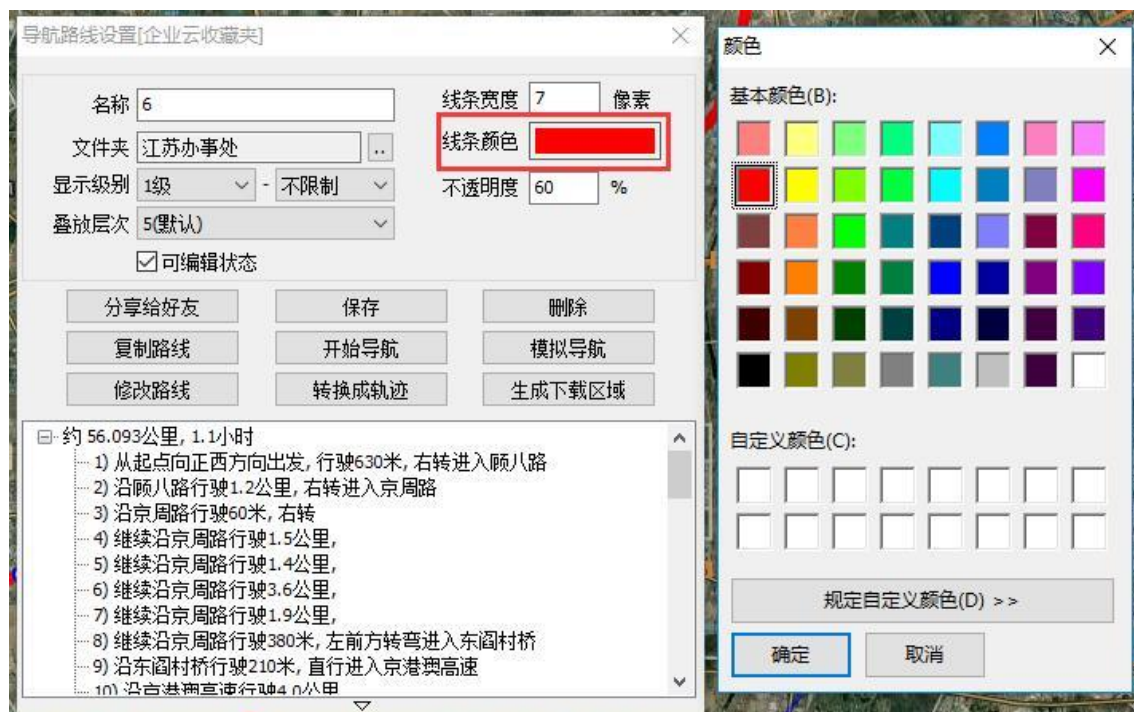 导航路线设置[企业云收藏夹]
名称 6
线条宽度 7 像素
文件夹 江苏办事处 ..
线条颜色
显示级别 1级 - 不限制
不透明度 60 %
叠放层次 5(默认)
可编辑状态
分享给好友 保存 删除
复制路线 开始导航 模拟导航
修改路线 转换成轨迹 生成下载区域
约 56.093公里, 1.1小时
1) 从起点向正西方向出发, 行驶630米, 右转进入顾八路
2) 沿顾八路行驶1.2公里, 右转进入京周路
3) 沿京周路行驶60米, 右转
4) 继续沿京周路行驶1.5公里,
5) 继续沿京周路行驶1.4公里,
6) 继续沿京周路行驶3.6公里,
7) 继续沿京周路行驶1.9公里,
8) 继续沿京周路行驶380米, 左前方转弯进入东阎村桥
9) 沿东阎村桥行驶210米, 直行进入京港澳高速
10) 沿京港澳高速行驶4.0公里
颜色
基本颜色(B):
自定义颜色(C):
规定自定义颜色(D) >>
确定 取消